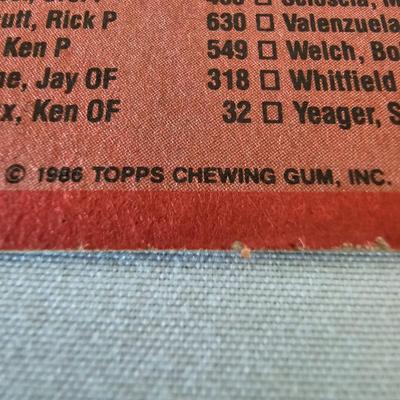 utt, Rick P 630 □ Valenzuela,
Ken P 549 □ Welch, Bo
e, Jay OF 318 □ Whitfield
x, Ken OF 32 □ Yeager, S
© 1986 TOPPS CHEWING GUM, INC.